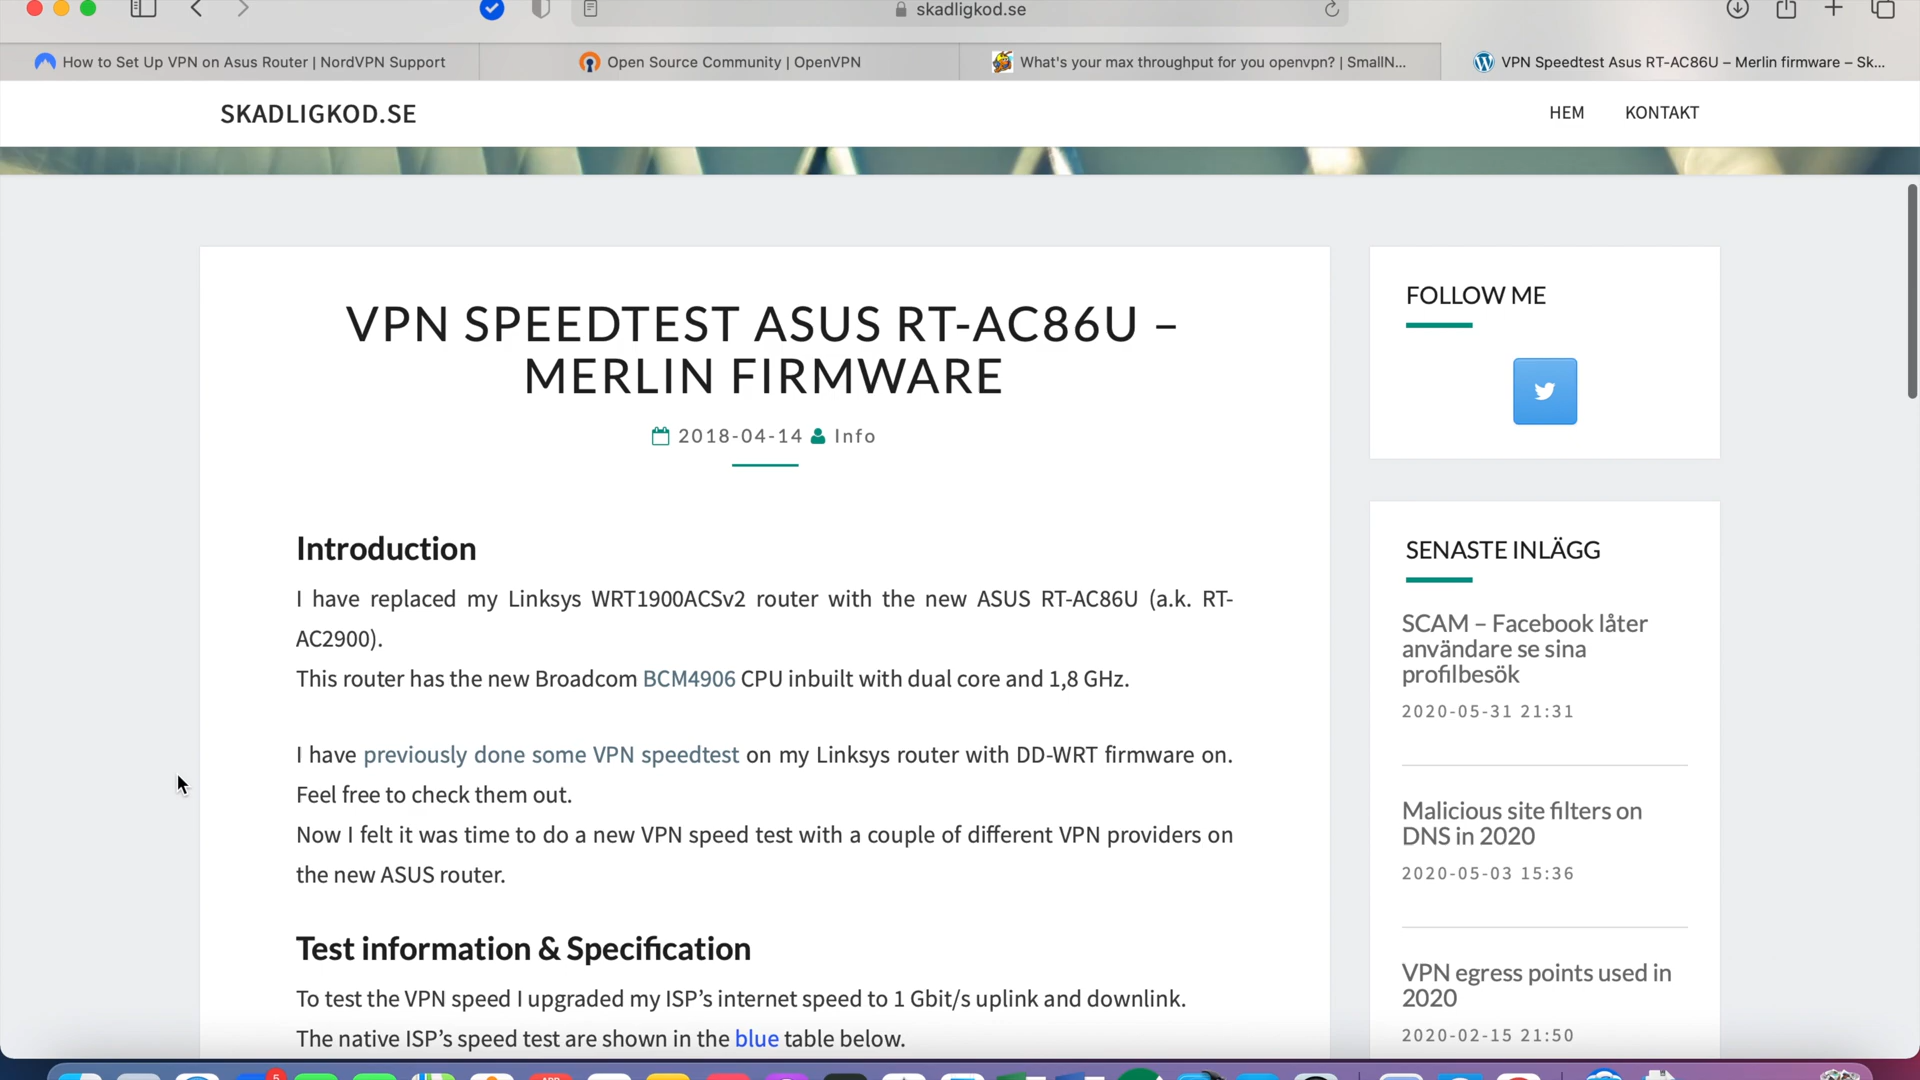 skadligkod.se
How to Set Up VPN on Asus Router | NordVPN Support
Open Source Community | OpenVPN
What's your max throughput for you openvpn? | SmallN...
VPN Speedtest Asus RT-AC86U – Merlin firmware – Sk...
SKADLIGKOD.SE
HEM
KONTAKT
VPN SPEEDTEST ASUS RT-AC86U –
MERLIN FIRMWARE
2018-04-14 Info
Introduction
I have replaced my Linksys WRT1900ACSv2 router with the new ASUS RT-AC86U (a.k. RT-
AC2900).
This router has the new Broadcom BCM4906 CPU inbuilt with dual core and 1,8 GHz.
I have previously done some VPN speedtest on my Linksys router with DD-WRT firmware on.
Feel free to check them out.
Now I felt it was time to do a new VPN speed test with a couple of different VPN providers on
the new ASUS router.
Test information & Specification
To test the VPN speed I upgraded my ISP's internet speed to 1 Gbit/s uplink and downlink.
The native ISP's speed test are shown in the blue table below.
FOLLOW ME
SENASTE INLÄGG
SCAM – Facebook låter
användare se sina
profilbesök
2020-05-31 21:31
Malicious site filters on
DNS in 2020
2020-05-03 15:36
VPN egress points used in
2020
2020-02-15 21:50
5